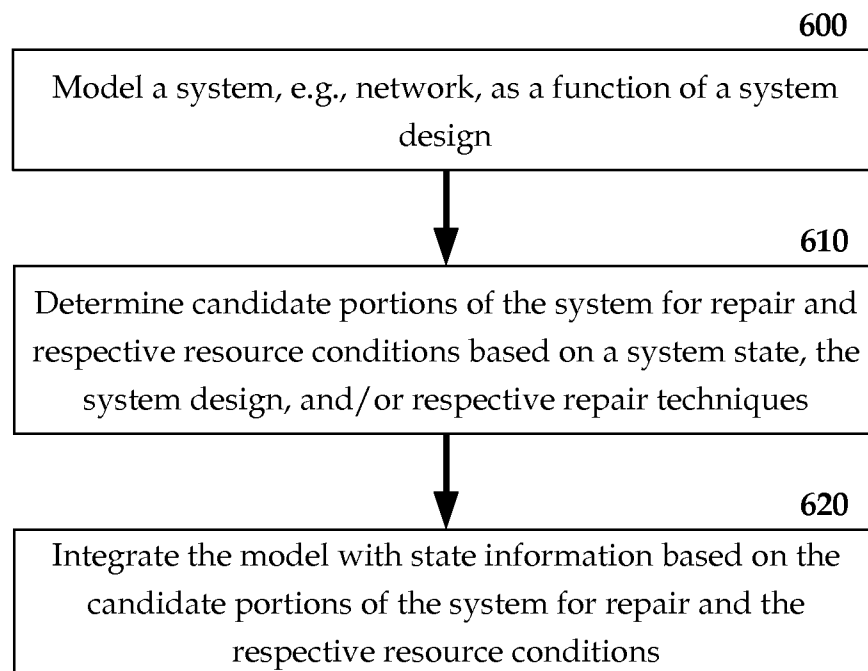 600
Model a system, e.g., network, as a function of a system
design
610
Determine candidate portions of the system for repair and
respective resource conditions based on a system state, the
system design, and/or respective repair techniques
620
Integrate the model with state information based on the
candidate portions of the system for repair and the
respective resource conditions